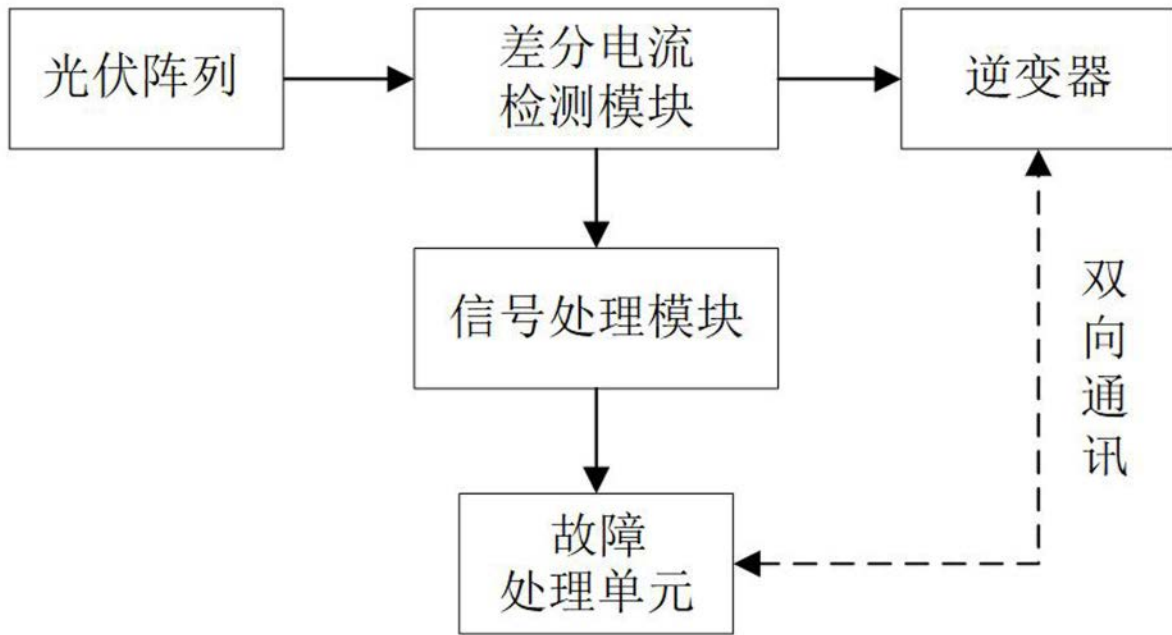 光伏阵列
差分电流
检测模块
逆变器
信号处理模块
双向通讯
故障
处理单元